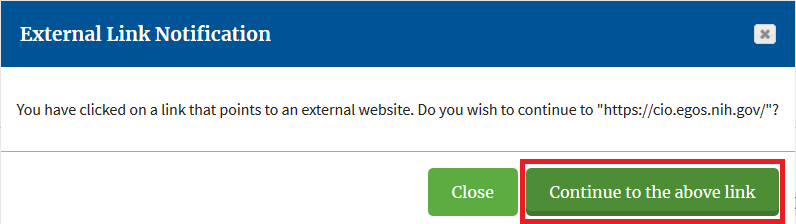 External Link Notification
You have clicked on a link that points to an external website. Do you wish to continue to "https://cio.egos.nih.gov/"?
Close
Continue to the above link